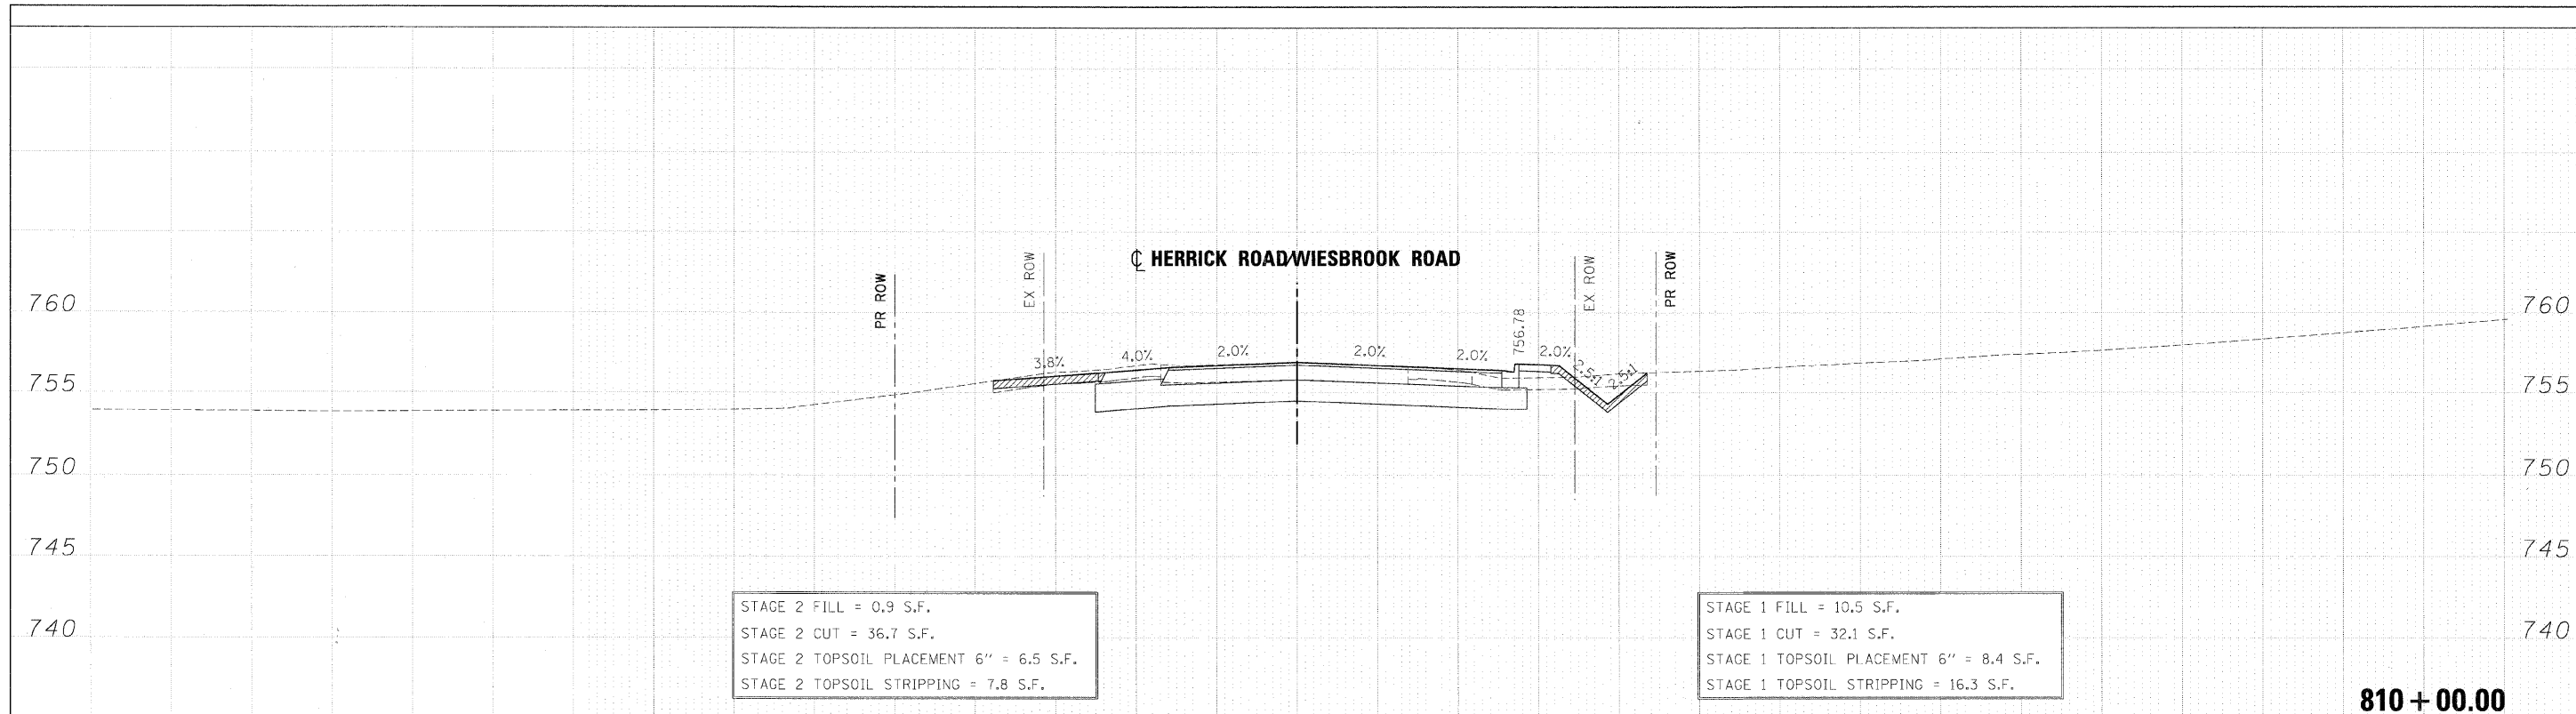 ℄ HERRICK ROAD/WIESBROOK ROAD
PR ROW
EX ROW
EX ROW
PR ROW
756.78
3.8%
4.0%
2.0%
2.0%
2.0%
2.0%
2.5:1
2.5:1
760
760
755
755
750
750
745
745
740
740
STAGE 2 FILL = 0.9 S.F.
STAGE 2 CUT = 36.7 S.F.
STAGE 2 TOPSOIL PLACEMENT 6" = 6.5 S.F.
STAGE 2 TOPSOIL STRIPPING = 7.8 S.F.
STAGE 1 FILL = 10.5 S.F.
STAGE 1 CUT = 32.1 S.F.
STAGE 1 TOPSOIL PLACEMENT 6" = 8.4 S.F.
STAGE 1 TOPSOIL STRIPPING = 16.3 S.F.
810+00.00